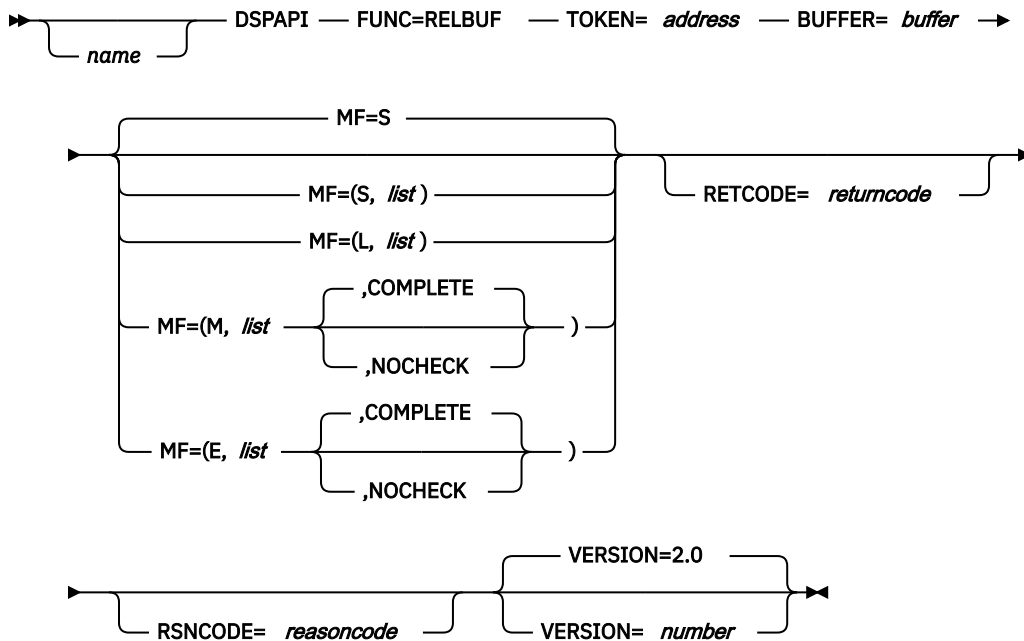 DSPAPI FUNC=RELBUF TOKEN= address BUFFER= buffer
name
MF=S
MF=(S, list )
RETCODE= returncode
MF=(L, list )
,COMPLETE
MF=(M, list )
,NOCHECK
,COMPLETE
MF=(E, list )
,NOCHECK
VERSION=2.0
RSNCODE= reasoncode VERSION= number